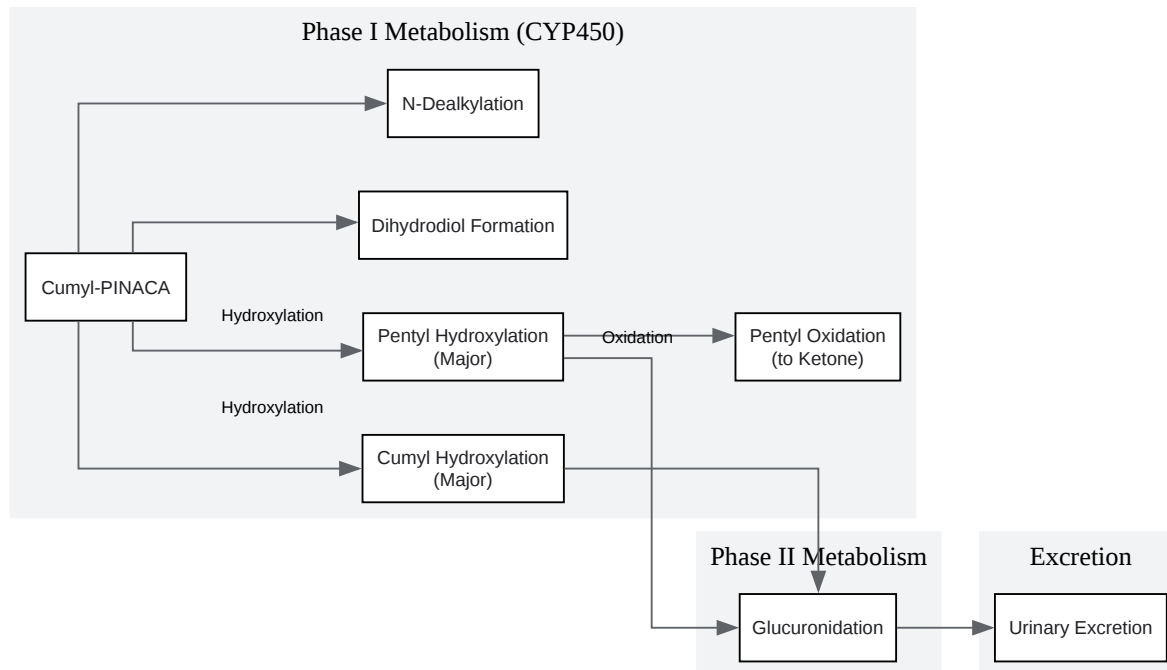 Phase I Metabolism (CYP450)
N-Dealkylation
Dihydrodiol Formation
Cumyl-PINACA
Hydroxylation
Pentyl Hydroxylation
(Major)
Oxidation
Pentyl Oxidation
(to Ketone)
Hydroxylation
Cumyl Hydroxylation
(Major)
Phase II Metabolism
Excretion
Glucuronidation
Urinary Excretion